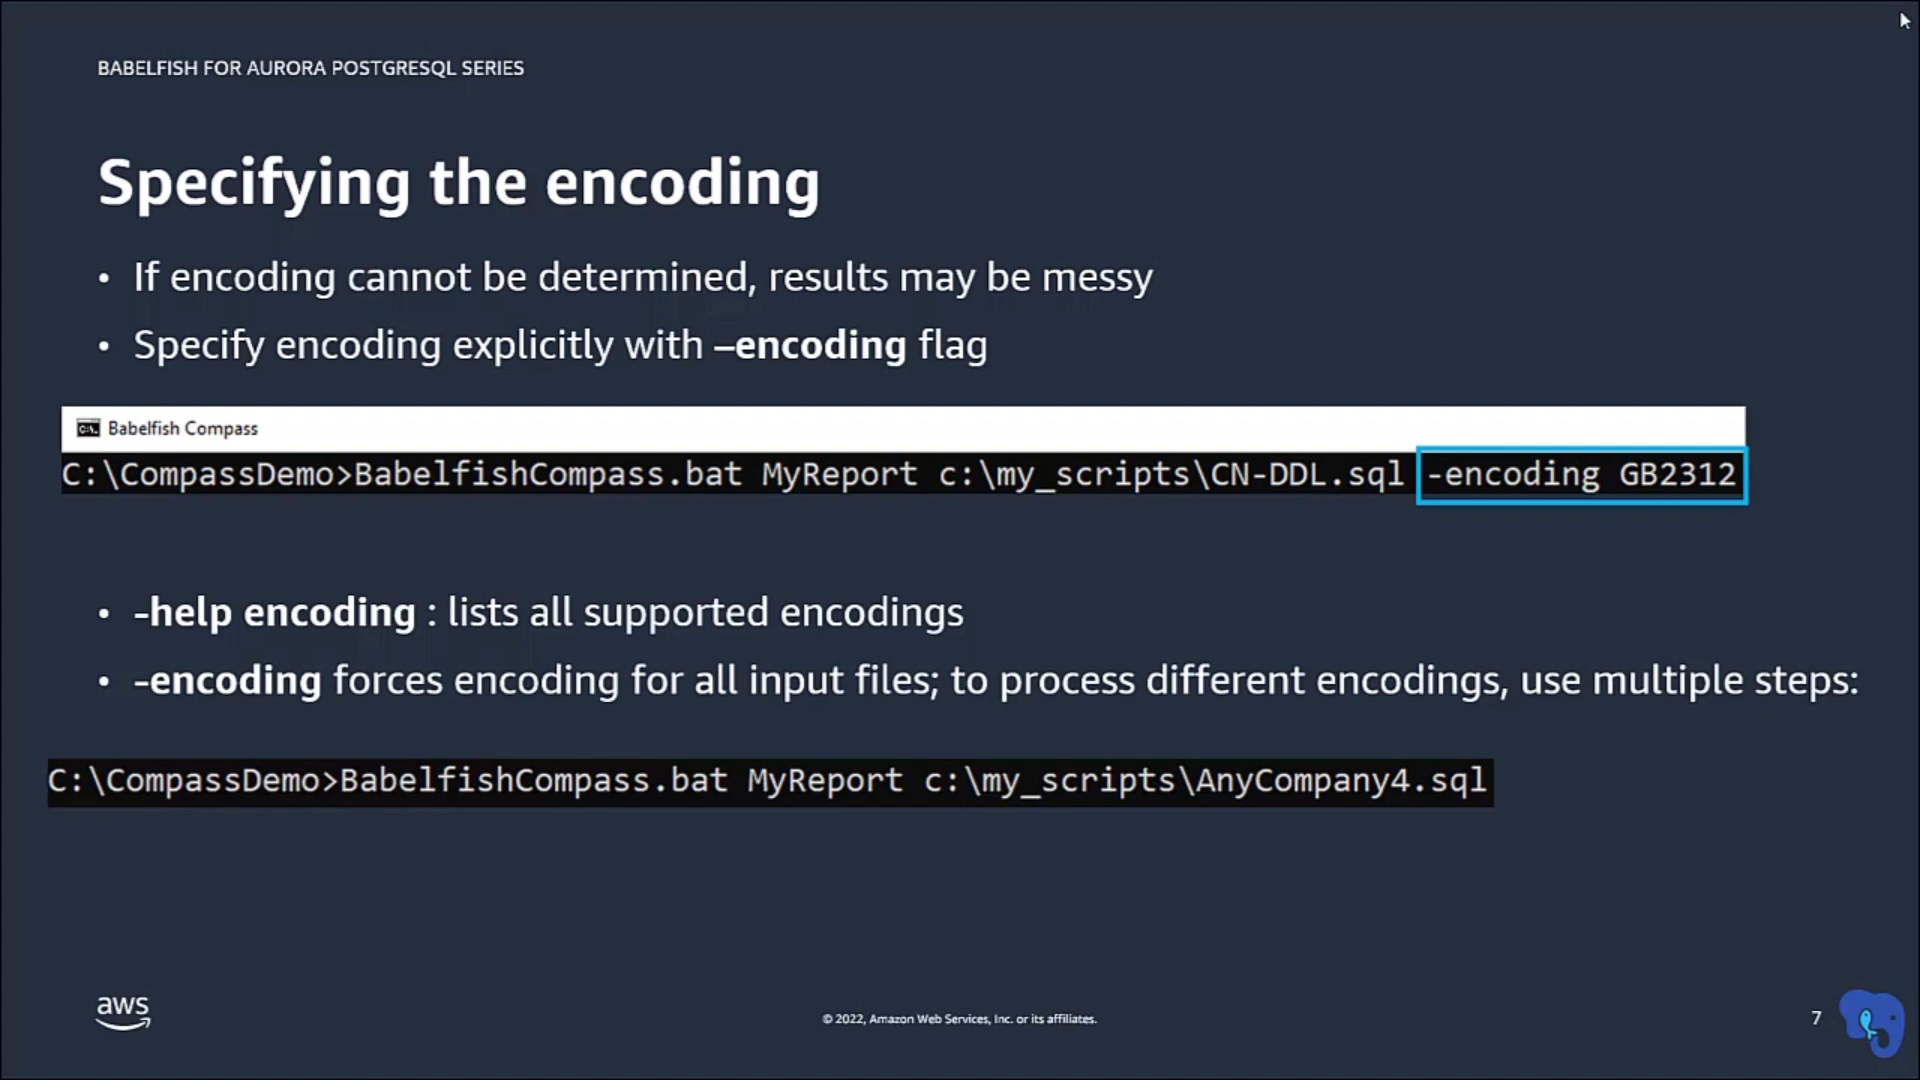 BABELFISH FOR AURORA POSTGRESQL SERIES
Specifying the encoding
• If encoding cannot be determined, results may be messy
• Specify encoding explicitly with –encoding flag
C:\. Babelfish Compass
C:\CompassDemo>BabelfishCompass.bat MyReport c:\my_scripts\CN-DDL.sql -encoding GB2312
• -help encoding : lists all supported encodings
• -encoding forces encoding for all input files; to process different encodings, use multiple steps:
C:\CompassDemo>BabelfishCompass.bat MyReport c:\my_scripts\AnyCompany4.sql
aws
© 2022, Amazon Web Services, Inc. or its affiliates.
7